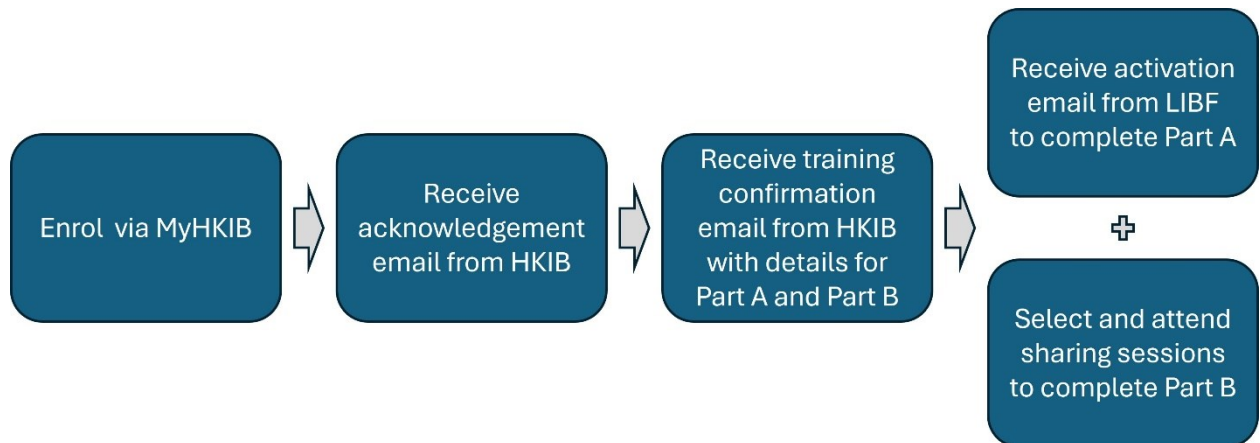 Enrol via MyHKIB
Receive
acknowledgement
email from HKIB
Receive training
confirmation
email from HKIB
with details for
Part A and Part B
Receive activation
email from LIBF
to complete Part A
Select and attend
sharing sessions
to complete Part B